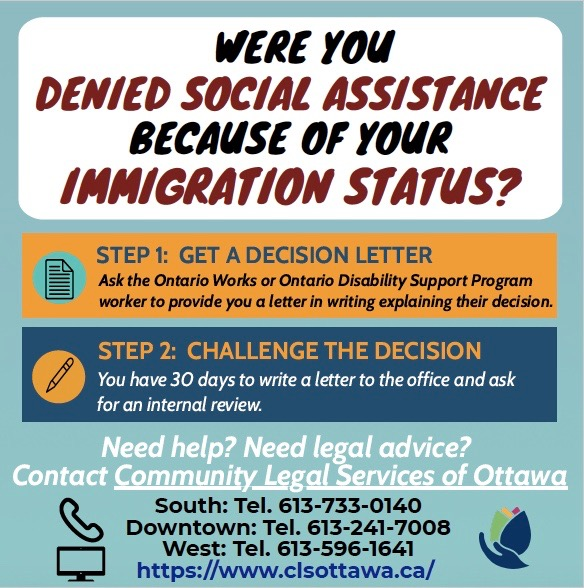 WERE YOU
DENIED SOCIAL ASSISTANCE
BECAUSE OF YOUR
IMMIGRATION STATUS?
STEP 1: GET A DECISION LETTER
Ask the Ontario Works or Ontario Disability Support Program
worker to provide you a letter in writing explaining their decision.
STEP 2: CHALLENGE THE DECISION
You have 30 days to write a letter to the office and ask
for an internal review.
Need help? Need legal advice?
Contact Community Legal Services of Ottawa
South: Tel. 613-733-0140
Downtown: Tel. 613-241-7008
West: Tel. 613-596-1641
https://www.clsottawa.ca/